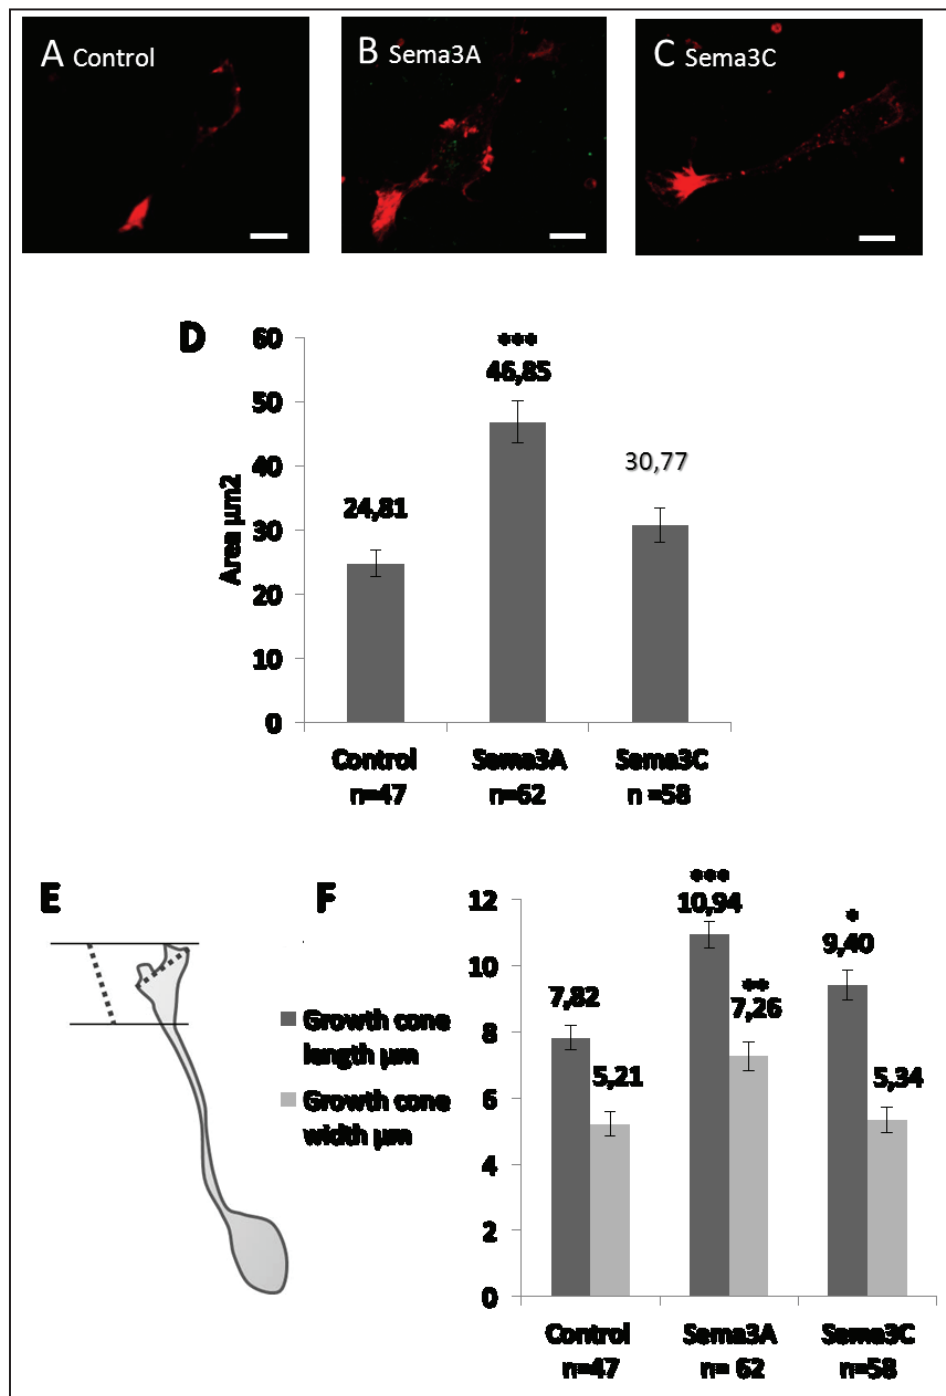 A Control
B Sema3A
C Sema3C
D
60
50
40
30
20
10
0
Area µm2
24,81
***
46,85
30,77
Control
n=47
Sema3A
n=62
Sema3C
n =58
E
F
Growth cone
length µm
Growth cone
width µm
12
10
8
6
4
2
0
7,82
5,21
***
10,94
**
7,26
*
9,40
5,34
Control
n=47
Sema3A
n= 62
Sema3C
n=58